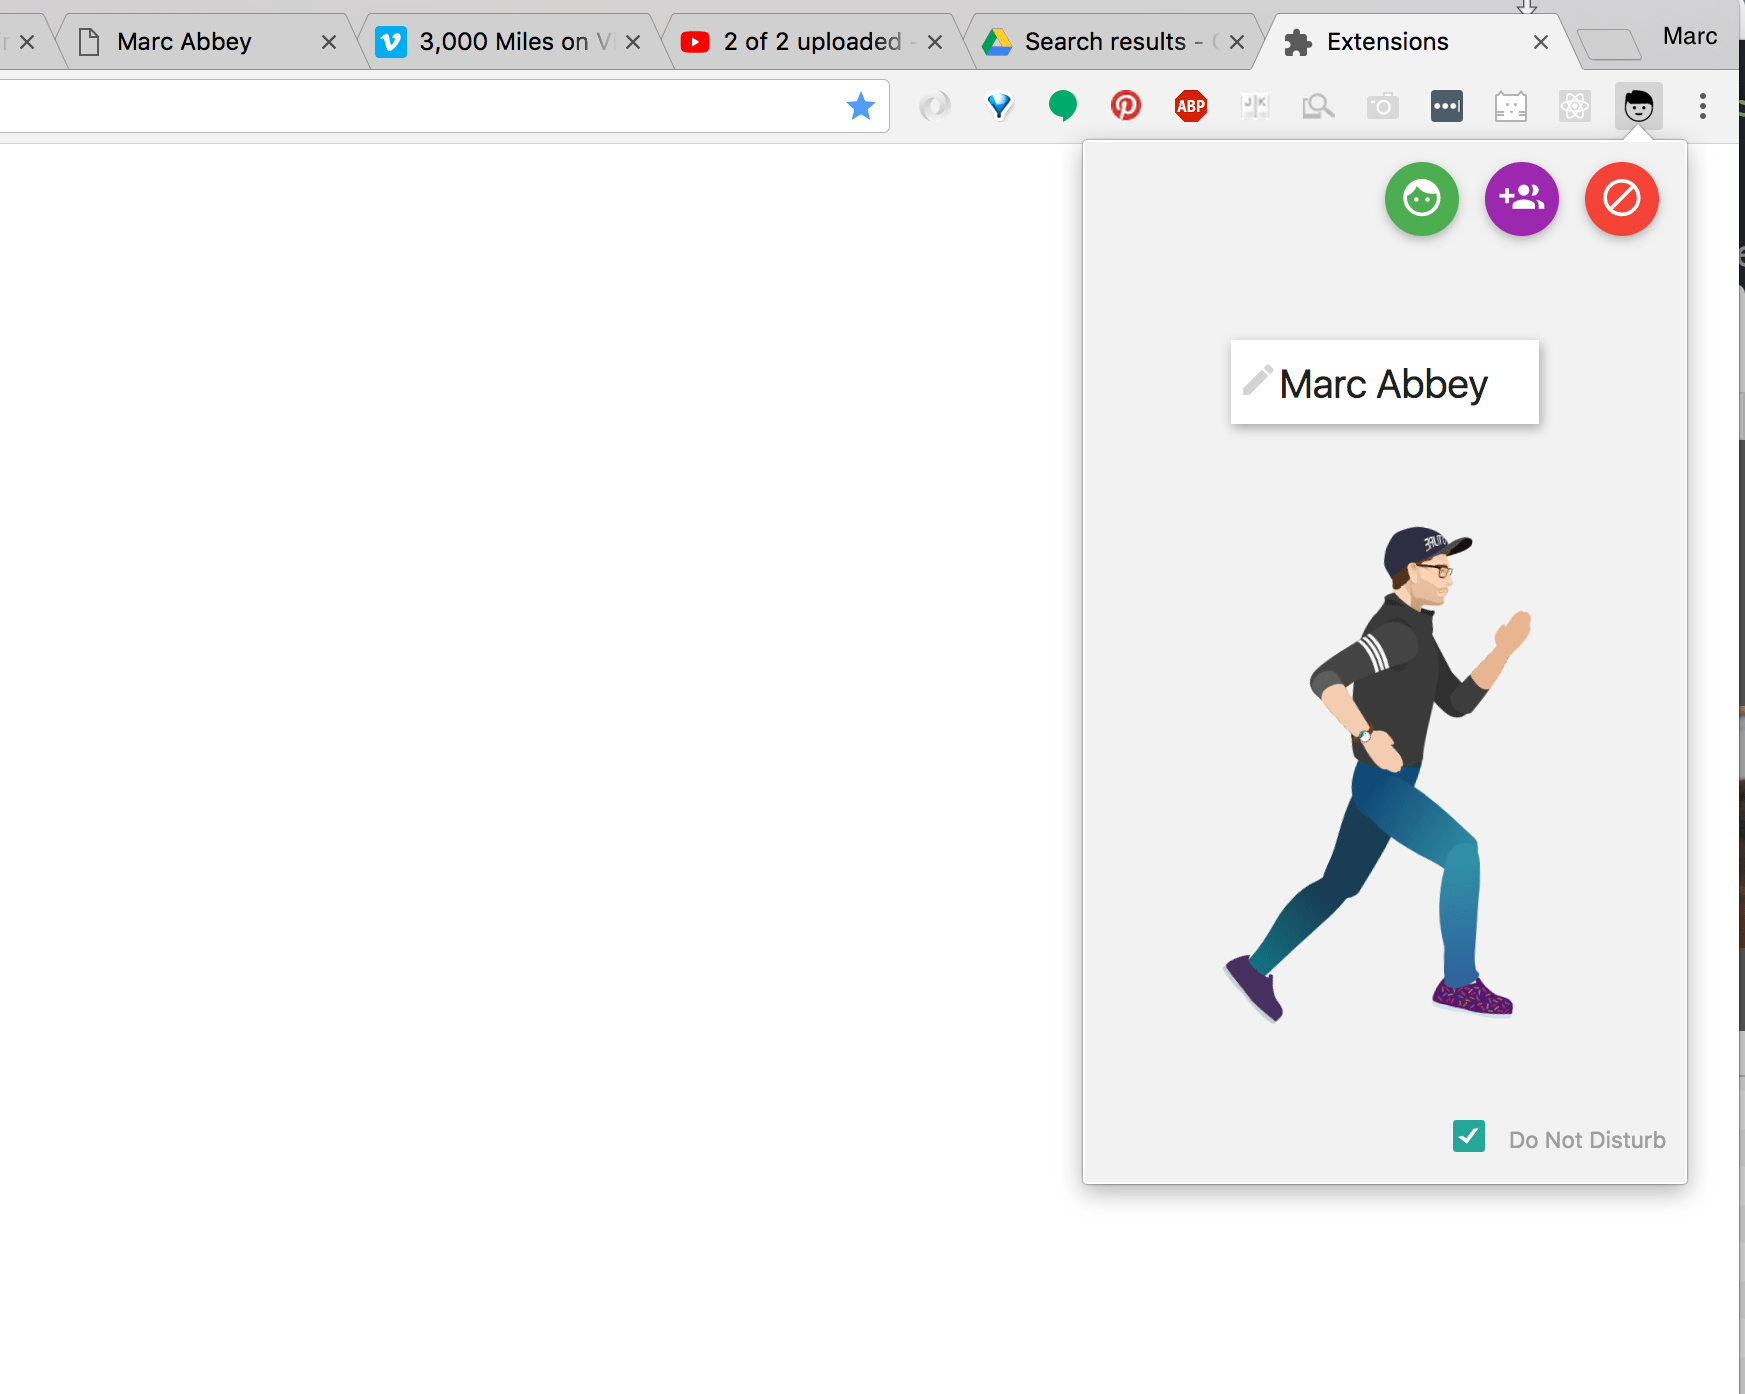 Marc Abbey
3,000 Miles on
2 of 2 uploaded -
Search results -
Extensions
Marc
ABP
JK
Marc Abbey
Do Not Disturb